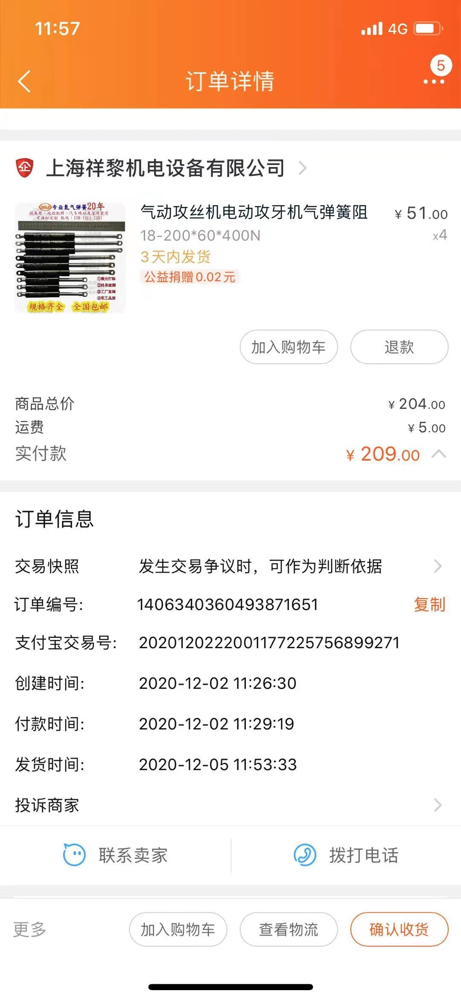 11:57
4G
5
订单详情
企 上海祥黎机电设备有限公司
HOLD 专业氮气弹簧20年
模具用、攻丝机用、汽车用以及家用皆有
可非标定制 热线：138-1611-7181
①激光打标
②终身追溯
③工厂直销
④军工品质
规格齐全 全国包邮
气动攻丝机电动攻牙机气弹簧阻 ¥ 51.00
18-200*60*400N x4
3天内发货
公益捐赠0.02元
加入购物车 退款
商品总价 ¥ 204.00
运费 ¥ 5.00
实付款 ¥ 209.00
订单信息
交易快照 发生交易争议时，可作为判断依据
订单编号: 1406340360493871651 复制
支付宝交易号: 2020120222001177225756899271
创建时间: 2020-12-02 11:26:30
付款时间: 2020-12-02 11:29:19
发货时间: 2020-12-05 11:53:33
投诉商家
联系卖家 拨打电话
更多 加入购物车 查看物流 确认收货